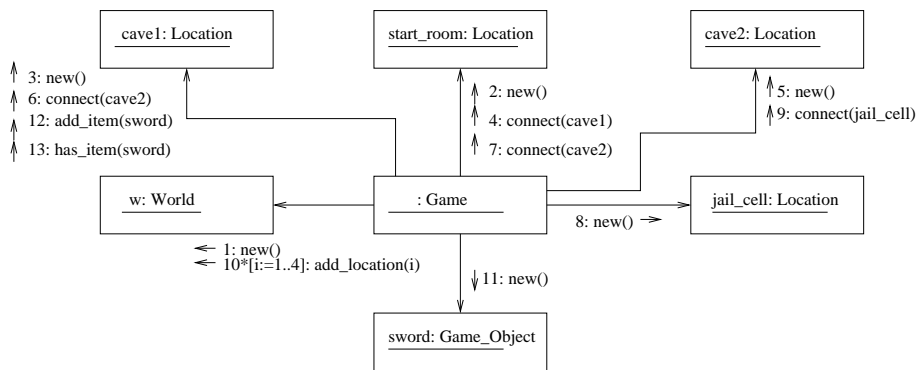 cave1: Location
start_room: Location
cave2: Location
3: new()
6: connect(cave2)
12: add_item(sword)
13: has_item(sword)
2: new()
4: connect(cave1)
7: connect(cave2)
5: new()
9: connect(jail_cell)
w: World
: Game
jail_cell: Location
8: new()
1: new()
10*[i:=1..4]: add_location(i)
11: new()
sword: Game_Object